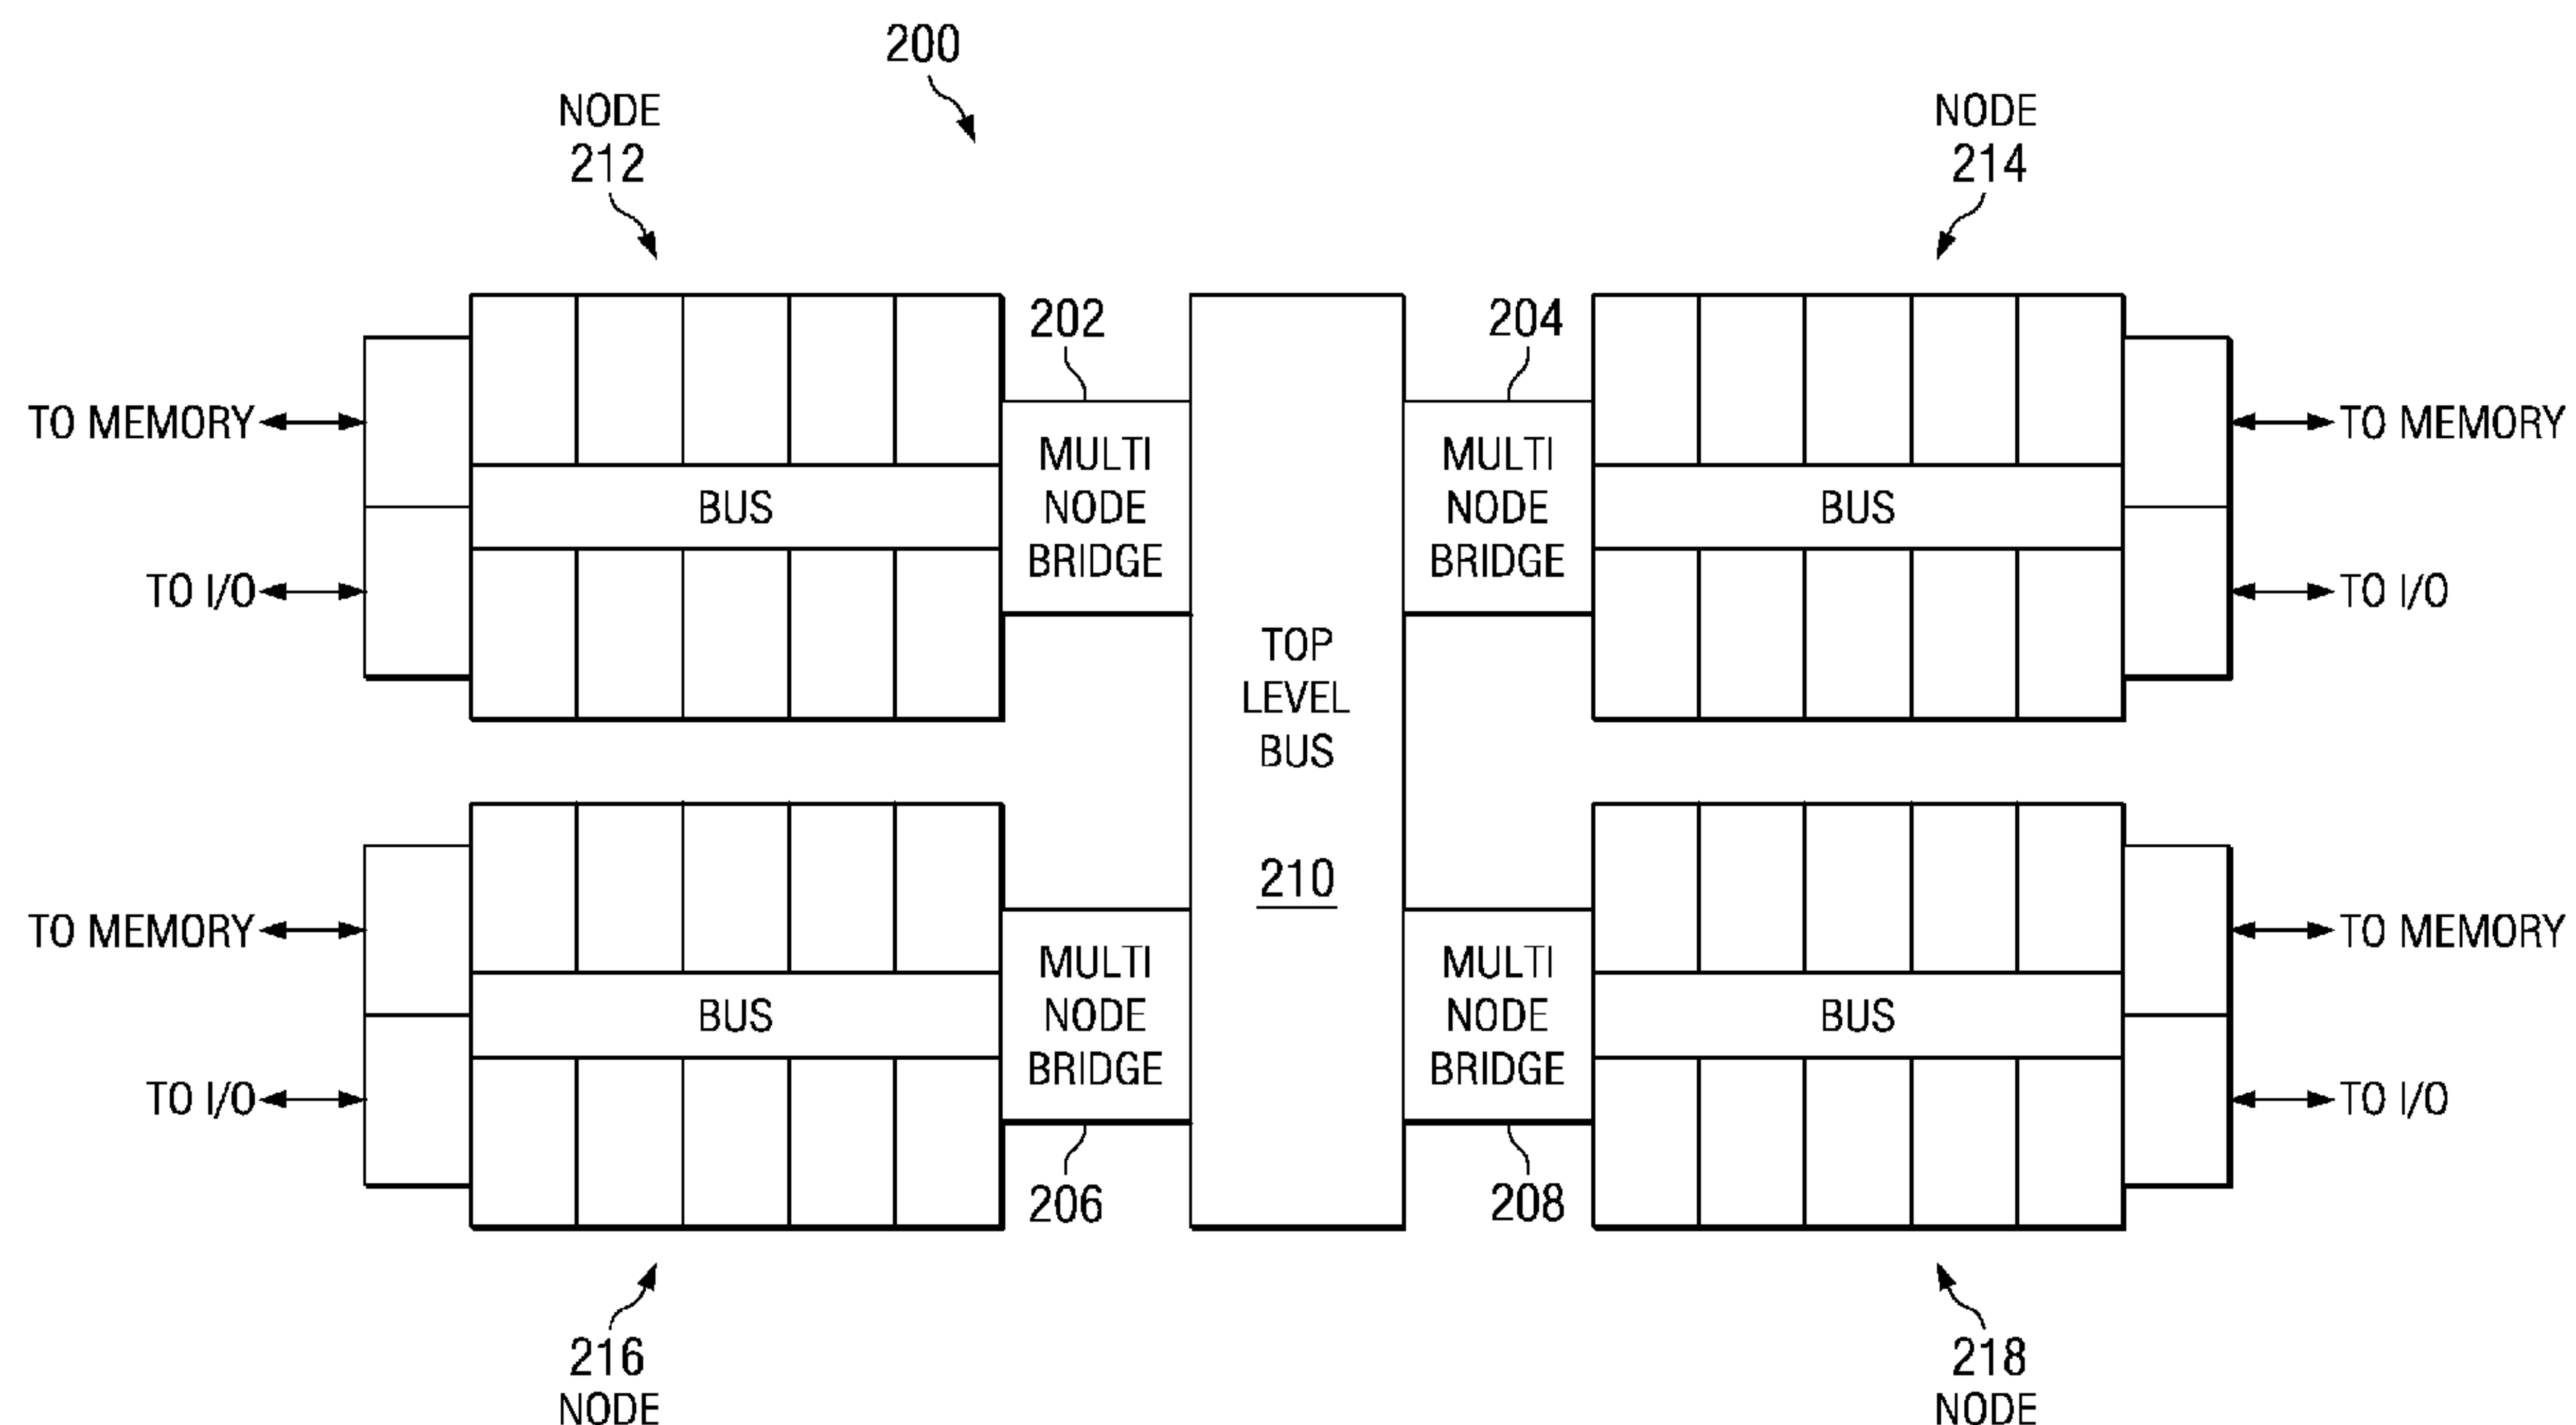 200
NODE
212
NODE
214
202
204
TO MEMORY
MULTI
NODE
BRIDGE
MULTI
NODE
BRIDGE
TO MEMORY
BUS
BUS
TO I/O
TO I/O
TOP
LEVEL
BUS
210
TO MEMORY
MULTI
NODE
BRIDGE
MULTI
NODE
BRIDGE
TO MEMORY
BUS
BUS
TO I/O
TO I/O
206
208
216
NODE
218
NODE